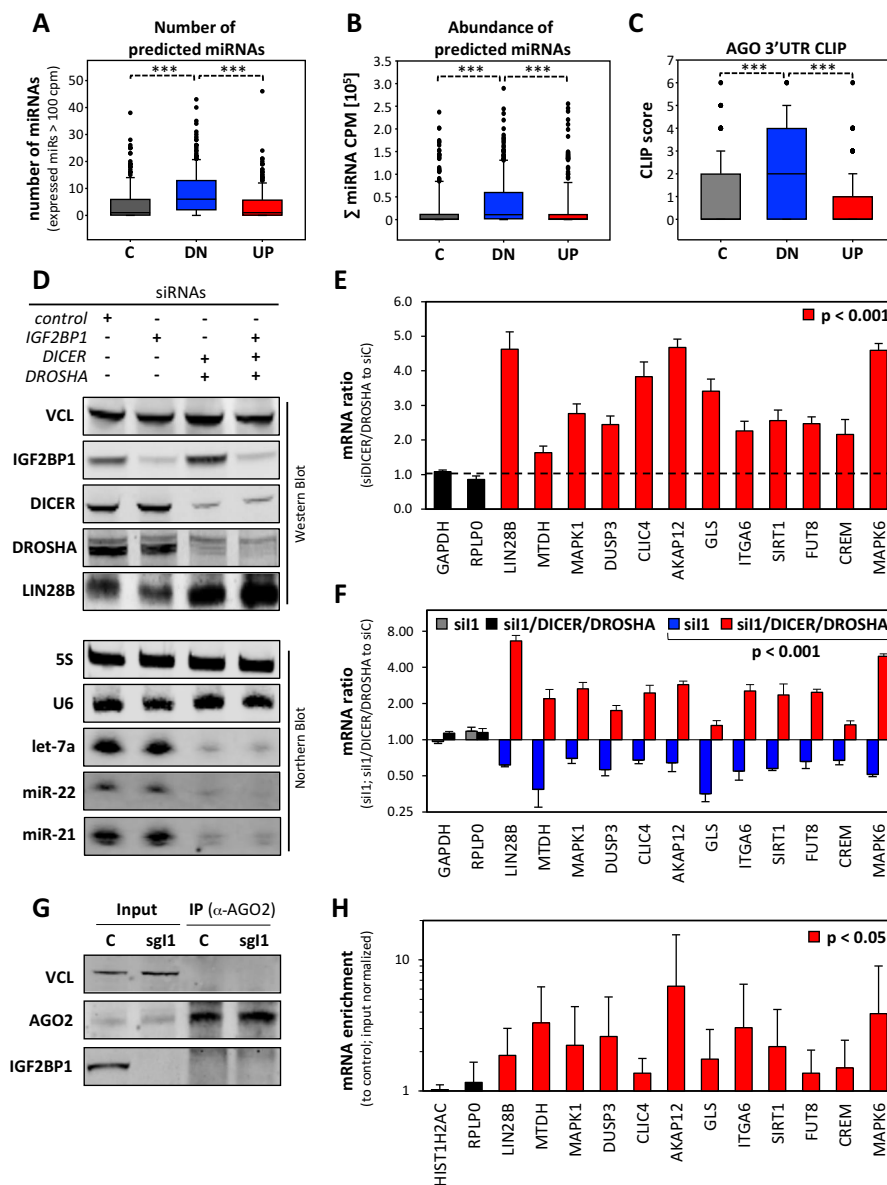 A
Number of
predicted miRNAs
number of miRNAs
(expressed miRs > 100 cpm)
50
40
30
20
10
0
***
***
C
DN
UP
B
Abundance of
predicted miRNAs
∑ miRNA CPM [10⁵]
3.5
3
2.5
2
1.5
1
0.5
0
***
***
C
DN
UP
C
AGO 3'UTR CLIP
CLIP score
7
6
5
4
3
2
1
0
***
***
C
DN
UP
D
siRNAs
control + - - -
IGF2BP1 - + - +
DICER - - + +
DROSHA - - + +
VCL
IGF2BP1
DICER
DROSHA
LIN28B
Western Blot
5S
U6
let-7a
miR-22
miR-21
Northern Blot
E
mRNA ratio
(siDICER/DROSHA to siC)
6.0
5.0
4.0
3.0
2.0
1.0
0.0
p < 0.001
GAPDH
RPLP0
LIN28B
MTDH
MAPK1
DUSP3
CLIC4
AKAP12
GLS
ITGA6
SIRT1
FUT8
CREM
MAPK6
F
mRNA ratio
(siI1; siI1/DICER/DROSHA to siC)
8.00
4.00
2.00
1.00
0.50
0.25
siI1 siI1/DICER/DROSHA siI1 siI1/DICER/DROSHA
p < 0.001
GAPDH
RPLP0
LIN28B
MTDH
MAPK1
DUSP3
CLIC4
AKAP12
GLS
ITGA6
SIRT1
FUT8
CREM
MAPK6
G
Input IP (α-AGO2)
C sgI1 C sgI1
VCL
AGO2
IGF2BP1
H
mRNA enrichment
(to control; input normalized)
10
1
p < 0.05
HIST1H2AC
RPLP0
LIN28B
MTDH
MAPK1
DUSP3
CLIC4
AKAP12
GLS
ITGA6
SIRT1
FUT8
CREM
MAPK6